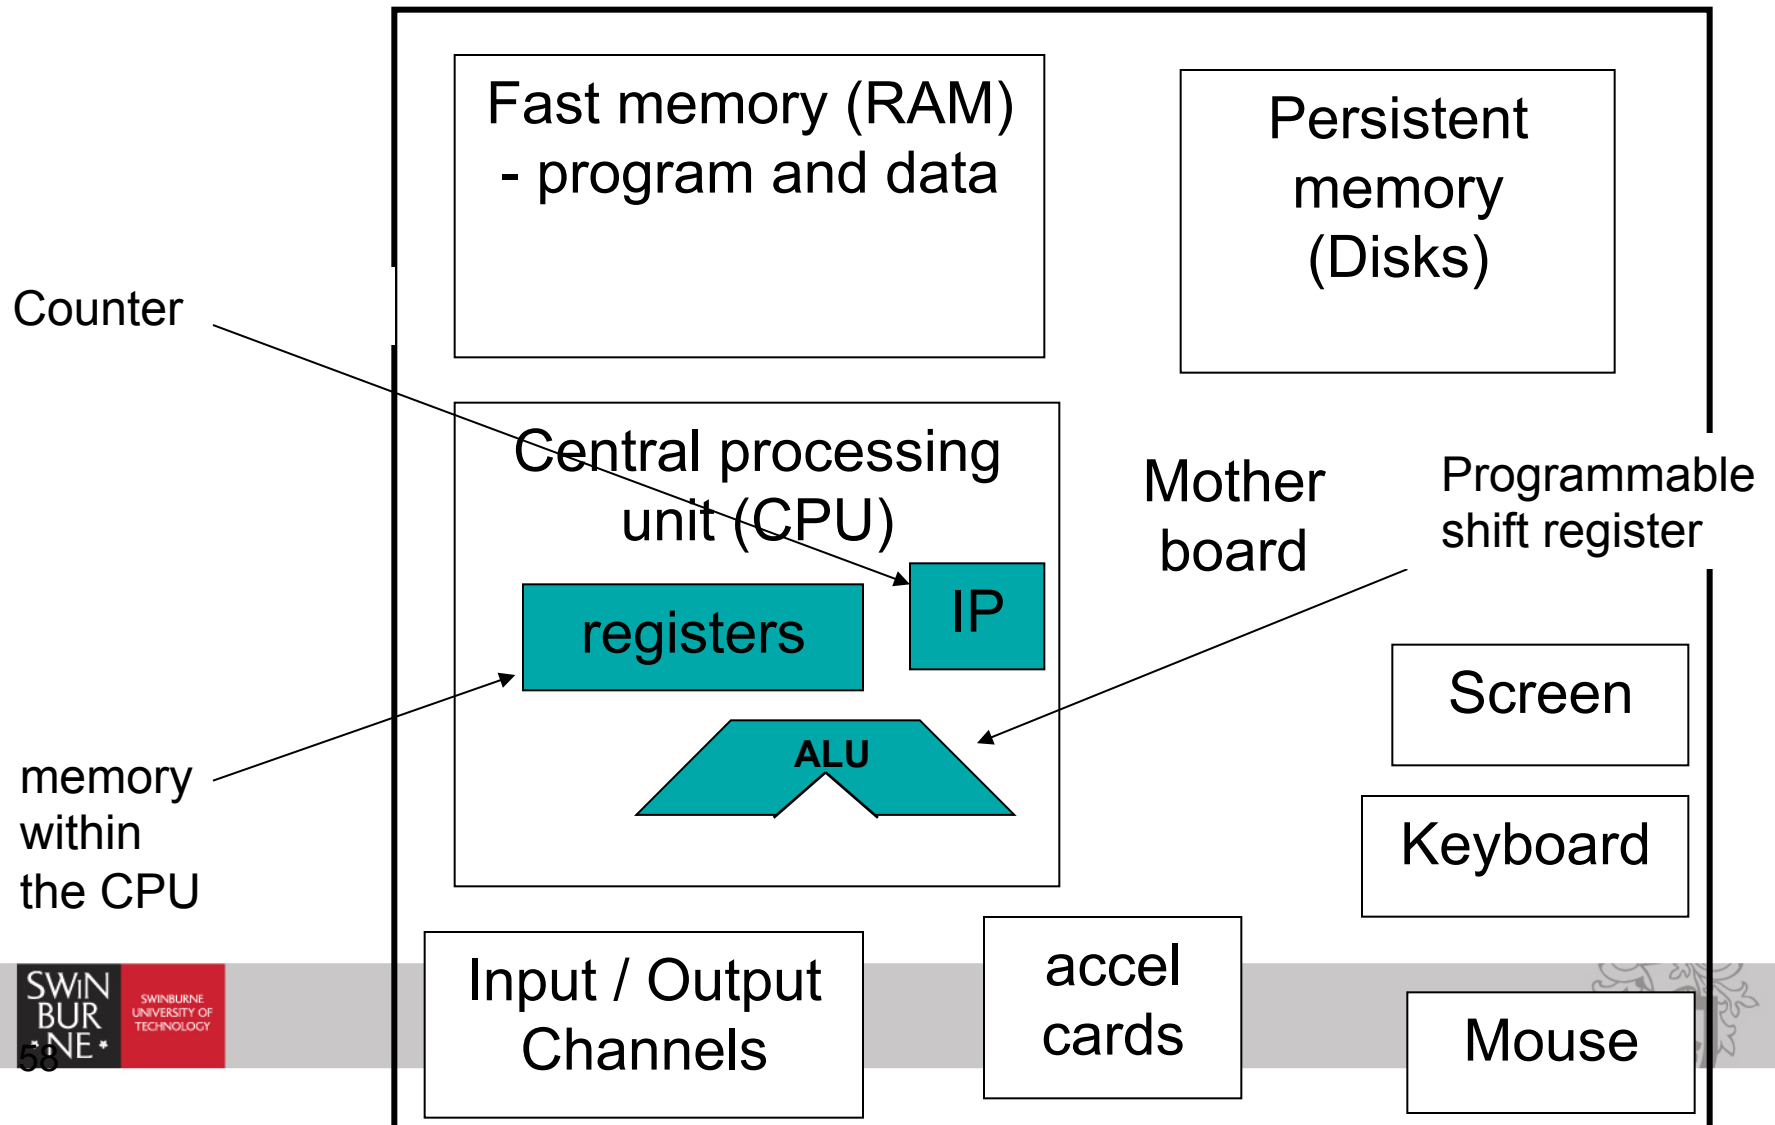 Fast memory (RAM)
- program and data
Persistent
memory
(Disks)
Counter
Central processing
unit (CPU)
Mother
board
Programmable
shift register
registers
IP
ALU
Screen
memory
within
the CPU
Keyboard
Input / Output
Channels
accel
cards
Mouse
SWIN
BUR
NE
SWINBURNE
UNIVERSITY OF
TECHNOLOGY
58